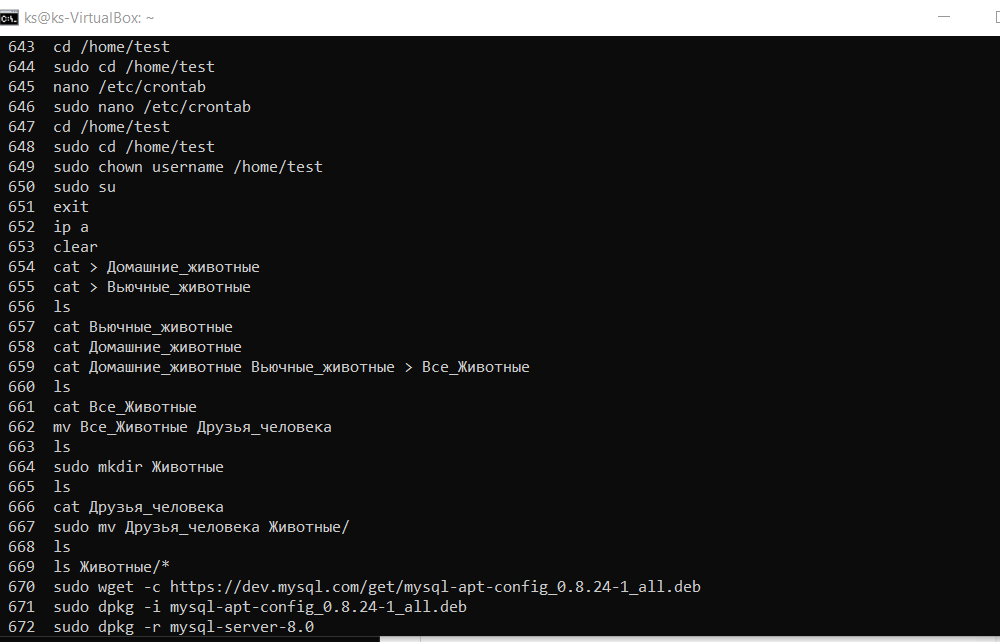 ks@ks-VirtualBox: ~
643 cd /home/test
644 sudo cd /home/test
645 nano /etc/crontab
646 sudo nano /etc/crontab
647 cd /home/test
648 sudo cd /home/test
649 sudo chown username /home/test
650 sudo su
651 exit
652 ip a
653 clear
654 cat > Домашние_животные
655 cat > Вьючные_животные
656 ls
657 cat Вьючные_животные
658 cat Домашние_животные
659 cat Домашние_животные Вьючные_животные > Все_Животные
660 ls
661 cat Все_Животные
662 mv Все_Животные Друзья_человека
663 ls
664 sudo mkdir Животные
665 ls
666 cat Друзья_человека
667 sudo mv Друзья_человека Животные/
668 ls
669 ls Животные/*
670 sudo wget -c https://dev.mysql.com/get/mysql-apt-config_0.8.24-1_all.deb
671 sudo dpkg -i mysql-apt-config_0.8.24-1_all.deb
672 sudo dpkg -r mysql-server-8.0